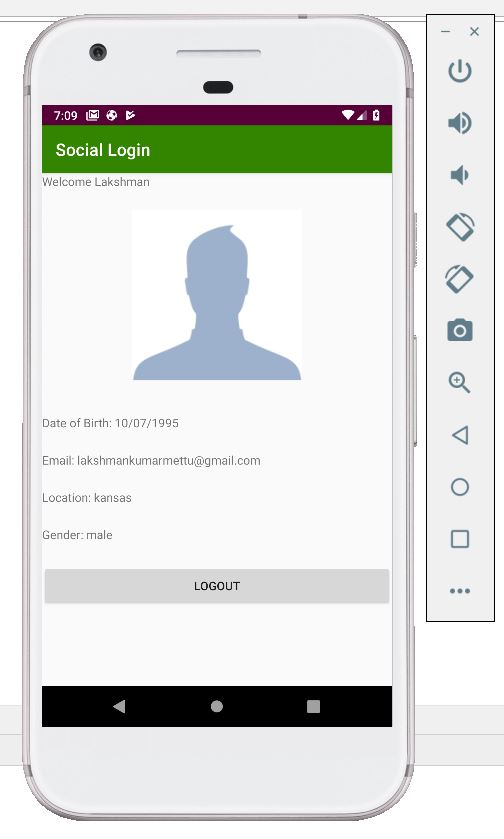 7:09
Social Login
Welcome Lakshman
Date of Birth: 10/07/1995
Email: lakshmankumarmettu@gmail.com
Location: kansas
Gender: male
LOGOUT